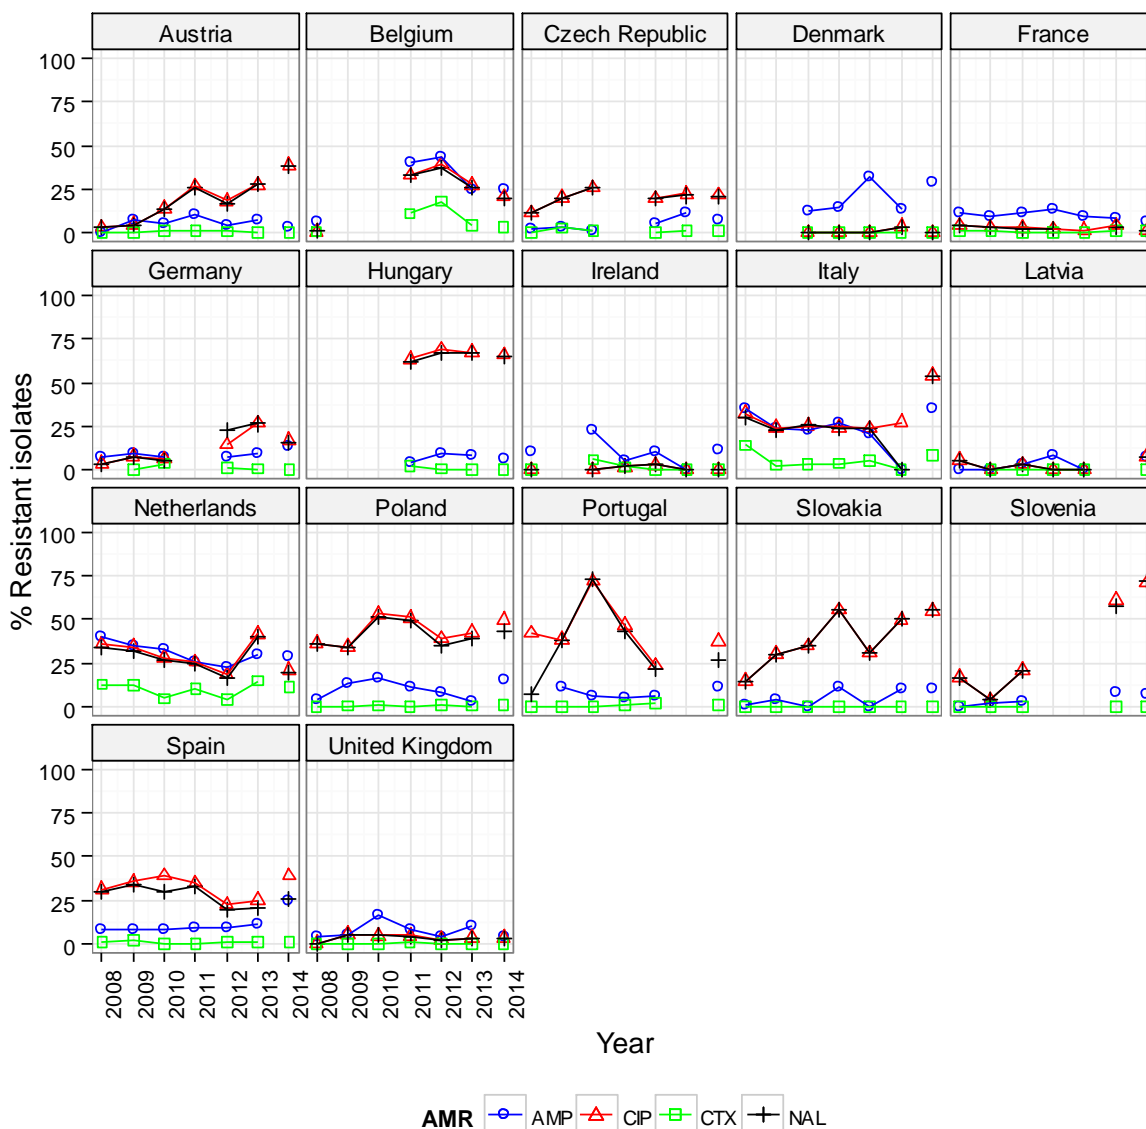 Austria Belgium Czech Republic Denmark France
100
75
50
25
0
Germany Hungary Ireland Italy Latvia
100
75
50
25
0
Netherlands Poland Portugal Slovakia Slovenia
100
75
50
25
0
Spain United Kingdom
100
75
50
25
0
% Resistant isolates
2008 2009 2010 2011 2012 2013 2014 2008 2009 2010 2011 2012 2013 2014
Year
AMR AMP CIP CTX NAL